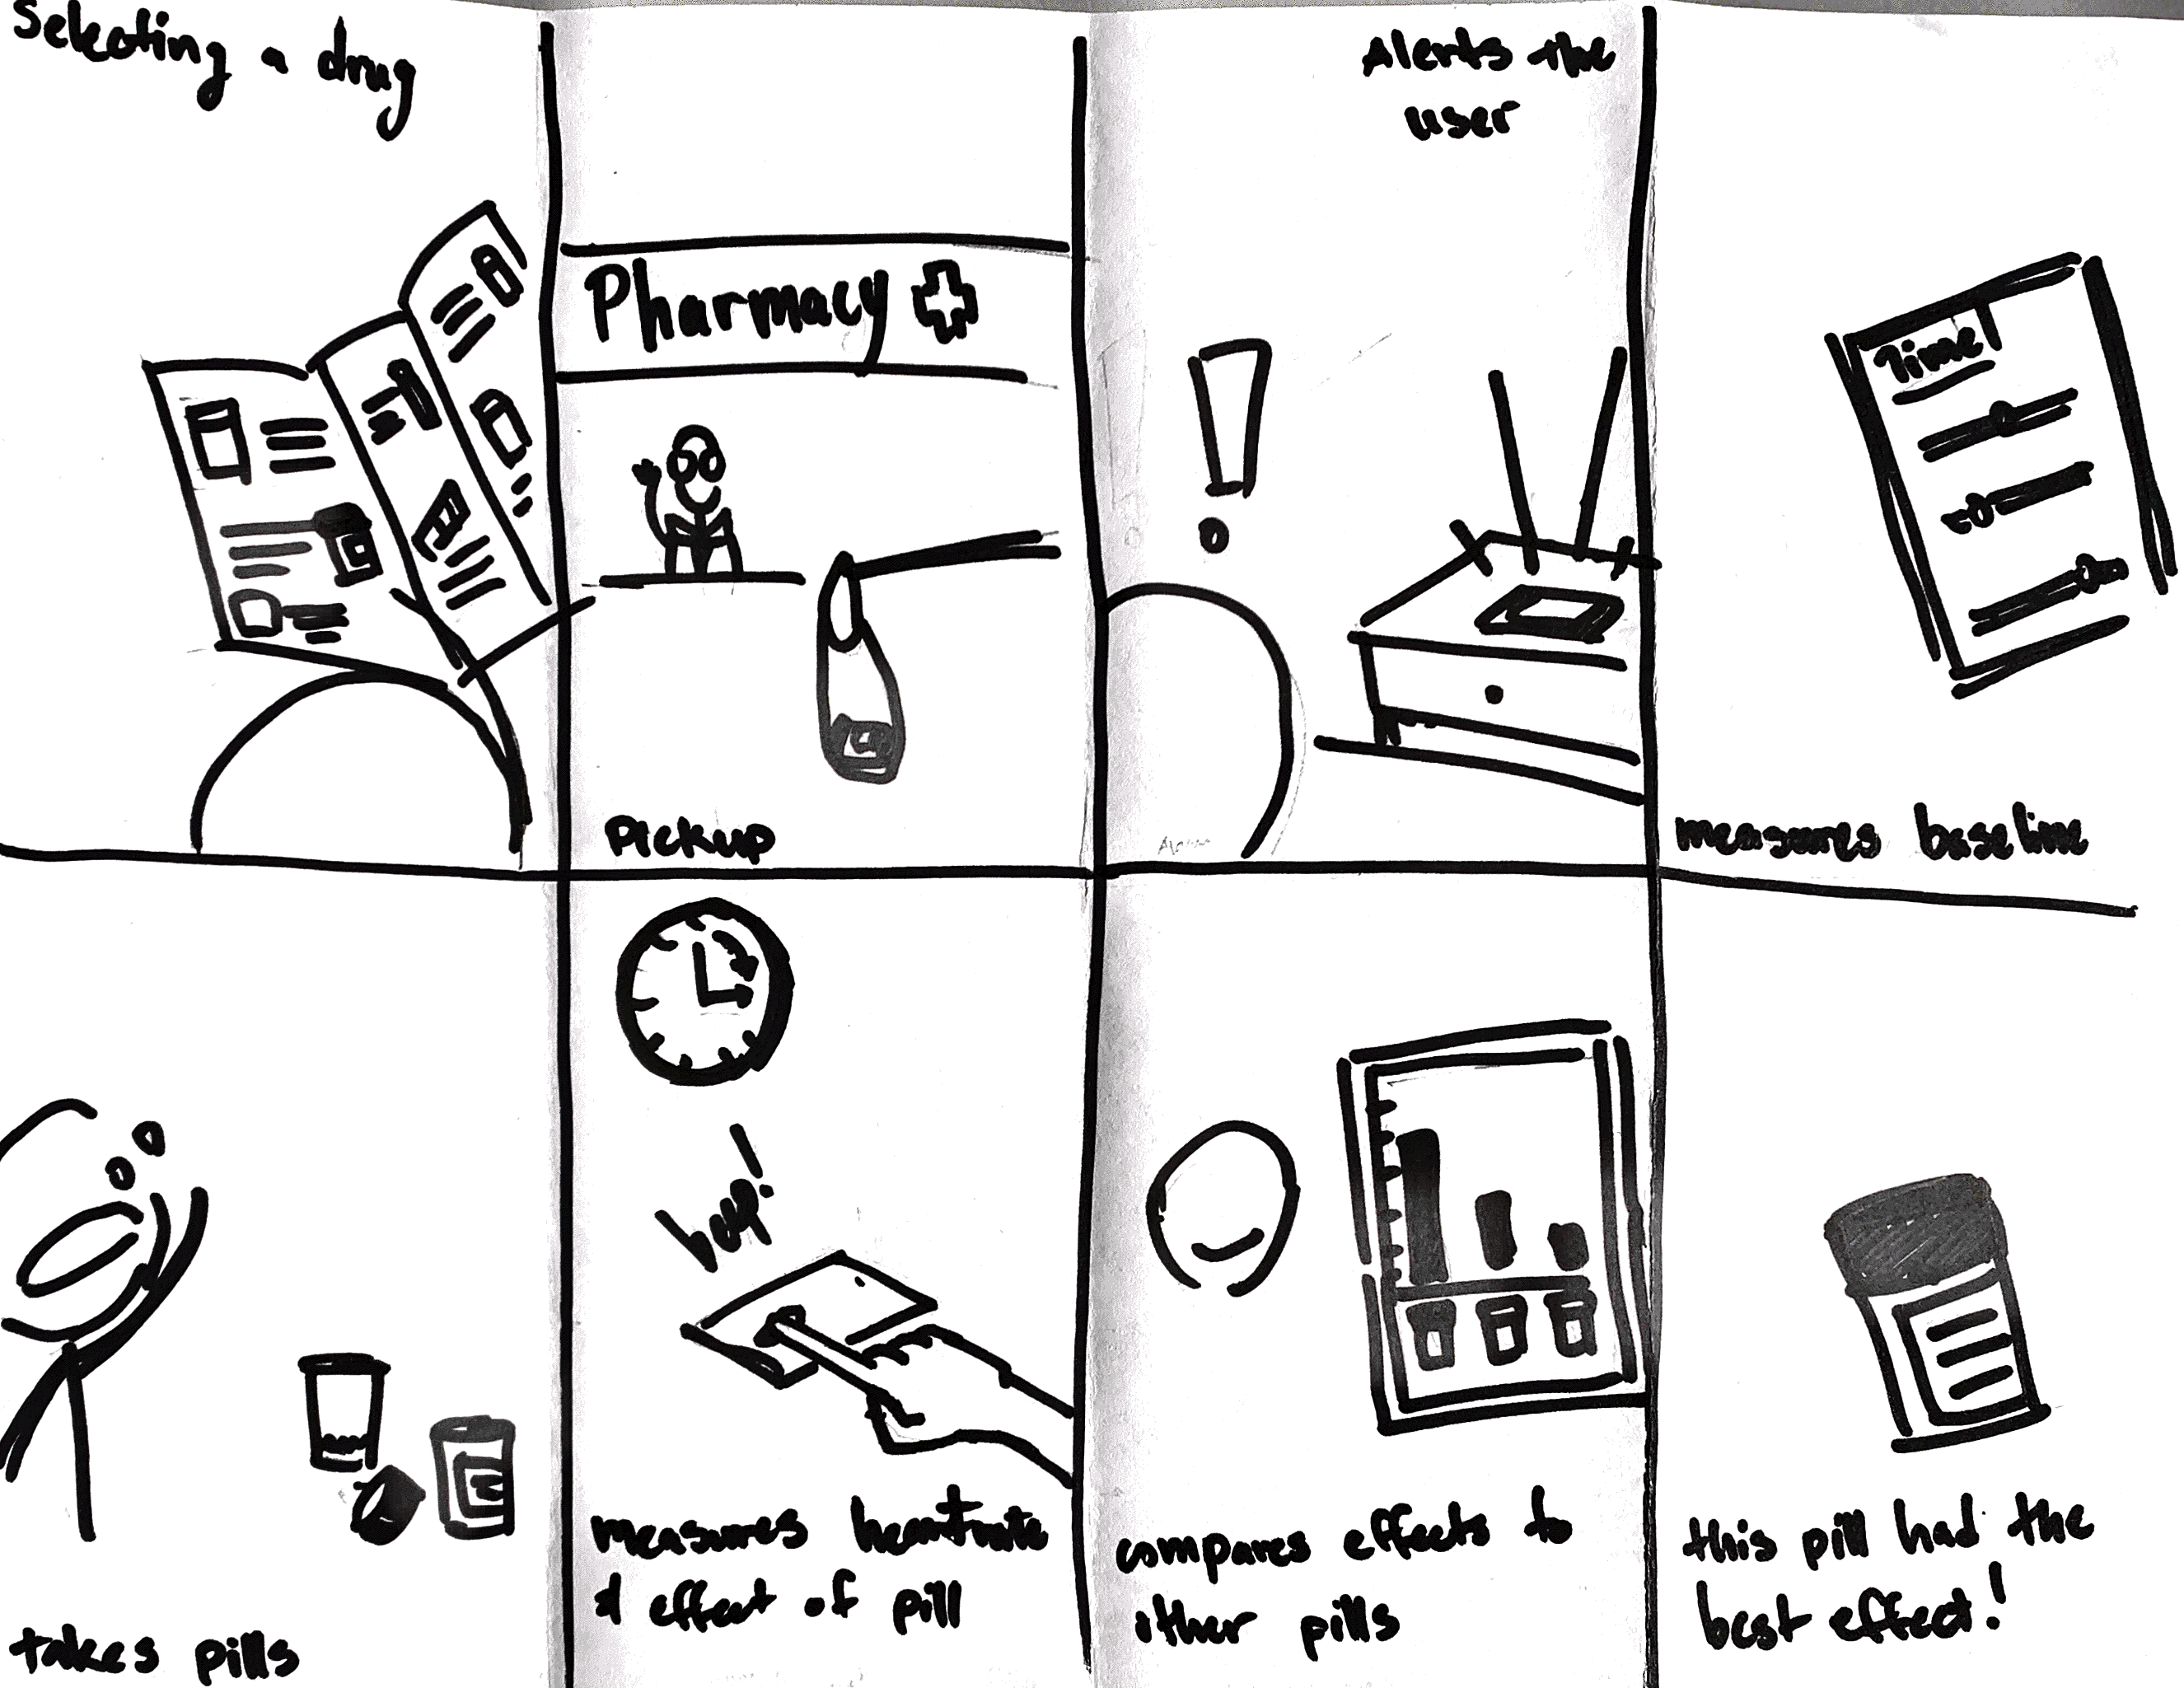 Selecting a drug
Pharmacy
Pickup
Alerts the
user
Time
measures baseline
takes pills
bup!
measures heartrate
& effect of pill
compares effects to
other pills
this pill had the
best effect!